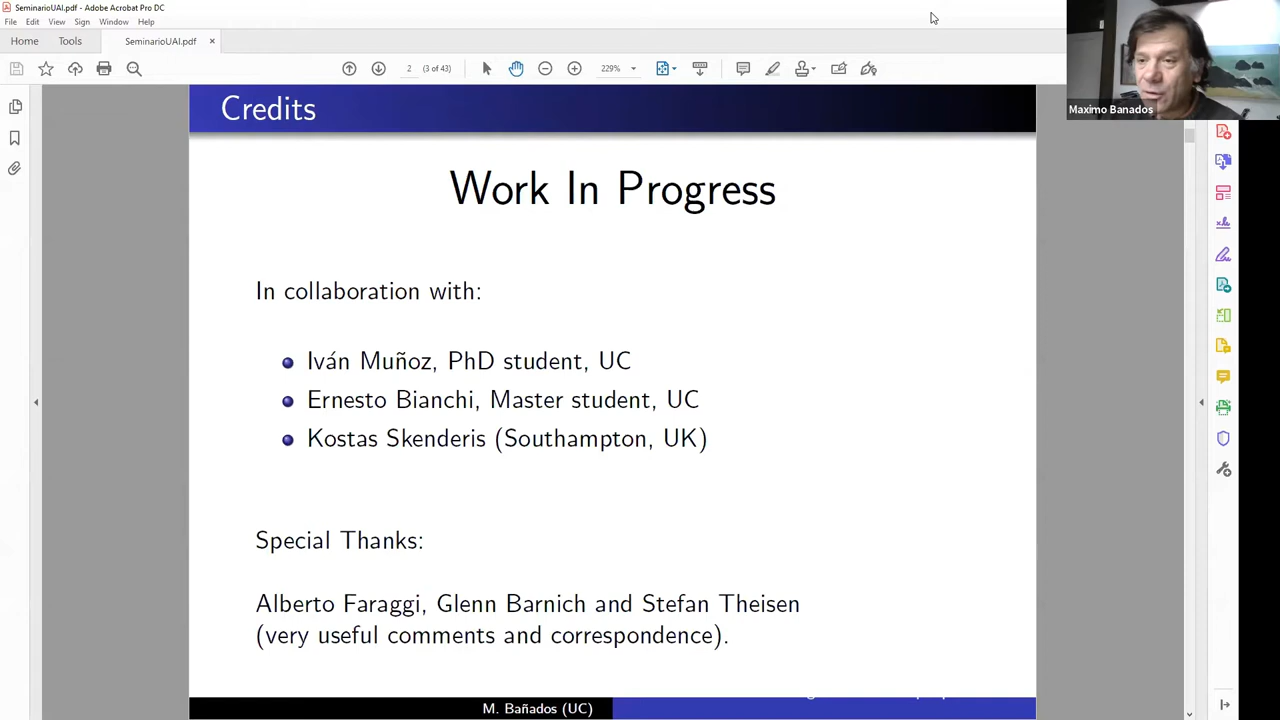 SeminarioUAI.pdf - Adobe Acrobat Pro DC
File Edit View Sign Window Help
Home Tools SeminarioUAI.pdf ×
2 (3 of 43) 229%
Maximo Banados
Credits
Work In Progress
In collaboration with:
Iván Muñoz, PhD student, UC
Ernesto Bianchi, Master student, UC
Kostas Skenderis (Southampton, UK)
Special Thanks:
Alberto Faraggi, Glenn Barnich and Stefan Theisen
(very useful comments and correspondence).
M. Bañados (UC)